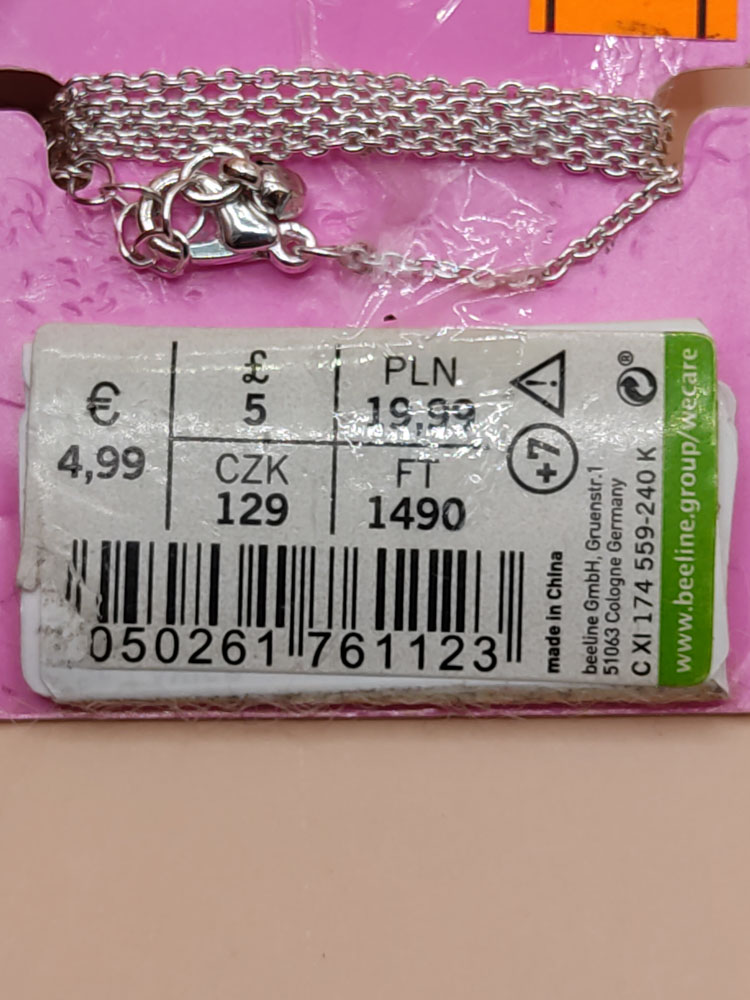 €
4,99
£
5
PLN
19,99
CZK
129
FT
1490
+7
050261 761123
made in China
beeline GmbH, Gruenstr.1
51063 Cologne Germany
C XI 174 559-240 K
www.beeline.group/wecare